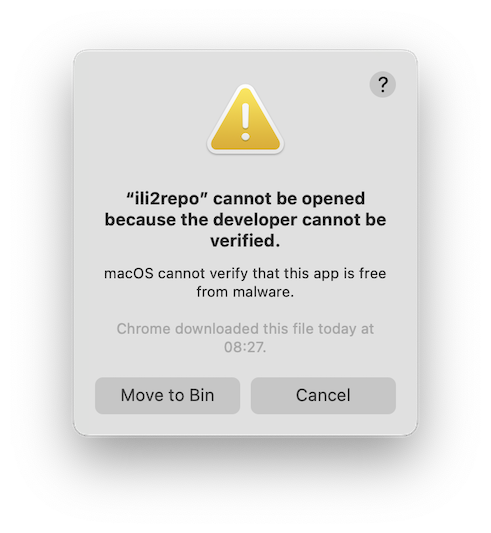 ?
“ili2repo” cannot be opened
because the developer cannot be
verified.
macOS cannot verify that this app is free
from malware.
Chrome downloaded this file today at
08:27.
Move to Bin
Cancel